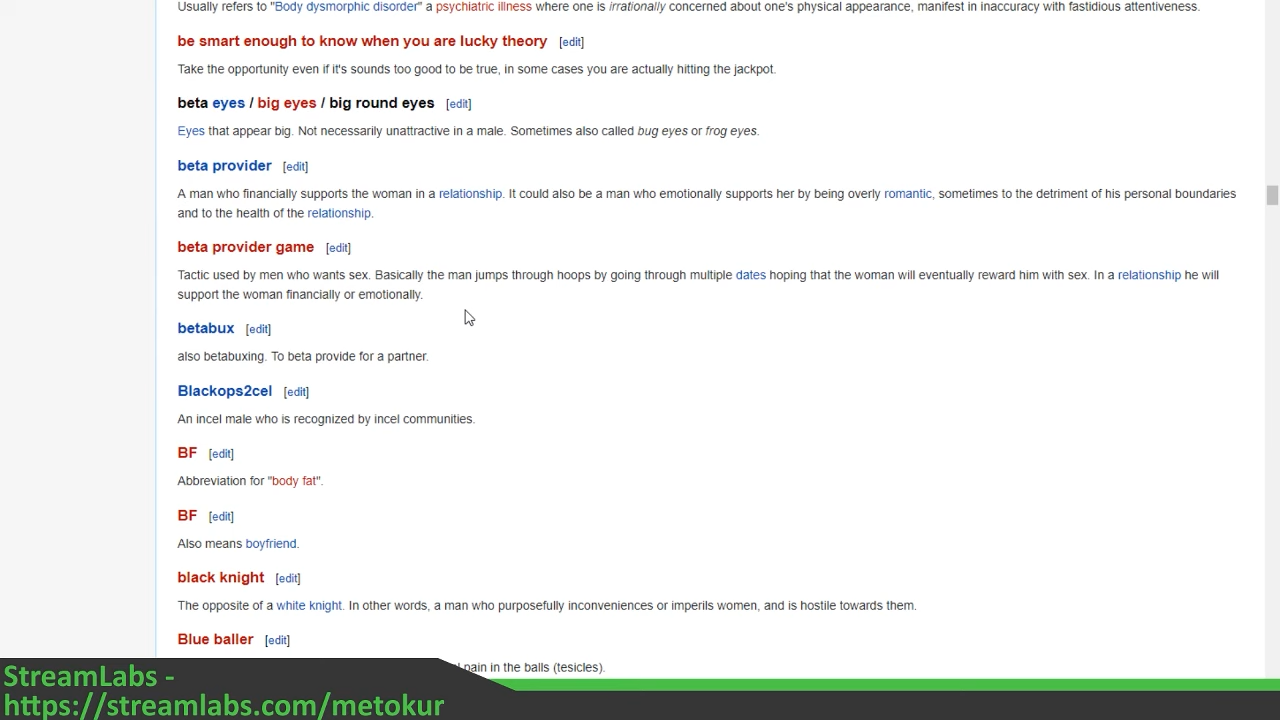 Usually refers to "Body dysmorphic disorder" a psychiatric illness where one is irrationally concerned about one's physical appearance, manifest in inaccuracy with fastidious attentiveness.
be smart enough to know when you are lucky theory [edit]
Take the opportunity even if it's sounds too good to be true, in some cases you are actually hitting the jackpot.
beta eyes / big eyes / big round eyes [edit]
Eyes that appear big. Not necessarily unattractive in a male. Sometimes also called bug eyes or frog eyes.
beta provider [edit]
A man who financially supports the woman in a relationship. It could also be a man who emotionally supports her by being overly romantic, sometimes to the detriment of his personal boundaries
and to the health of the relationship.
beta provider game [edit]
Tactic used by men who wants sex. Basically the man jumps through hoops by going through multiple dates hoping that the woman will eventually reward him with sex. In a relationship he will
support the woman financially or emotionally.
betabux [edit]
also betabuxing. To beta provide for a partner.
Blackops2cel [edit]
An incel male who is recognized by incel communities.
BF [edit]
Abbreviation for "body fat".
BF [edit]
Also means boyfriend.
black knight [edit]
The opposite of a white knight. In other words, a man who purposefully inconveniences or imperils women, and is hostile towards them.
Blue baller [edit]
pain in the balls (tesicles).
StreamLabs -
https://streamlabs.com/metokur